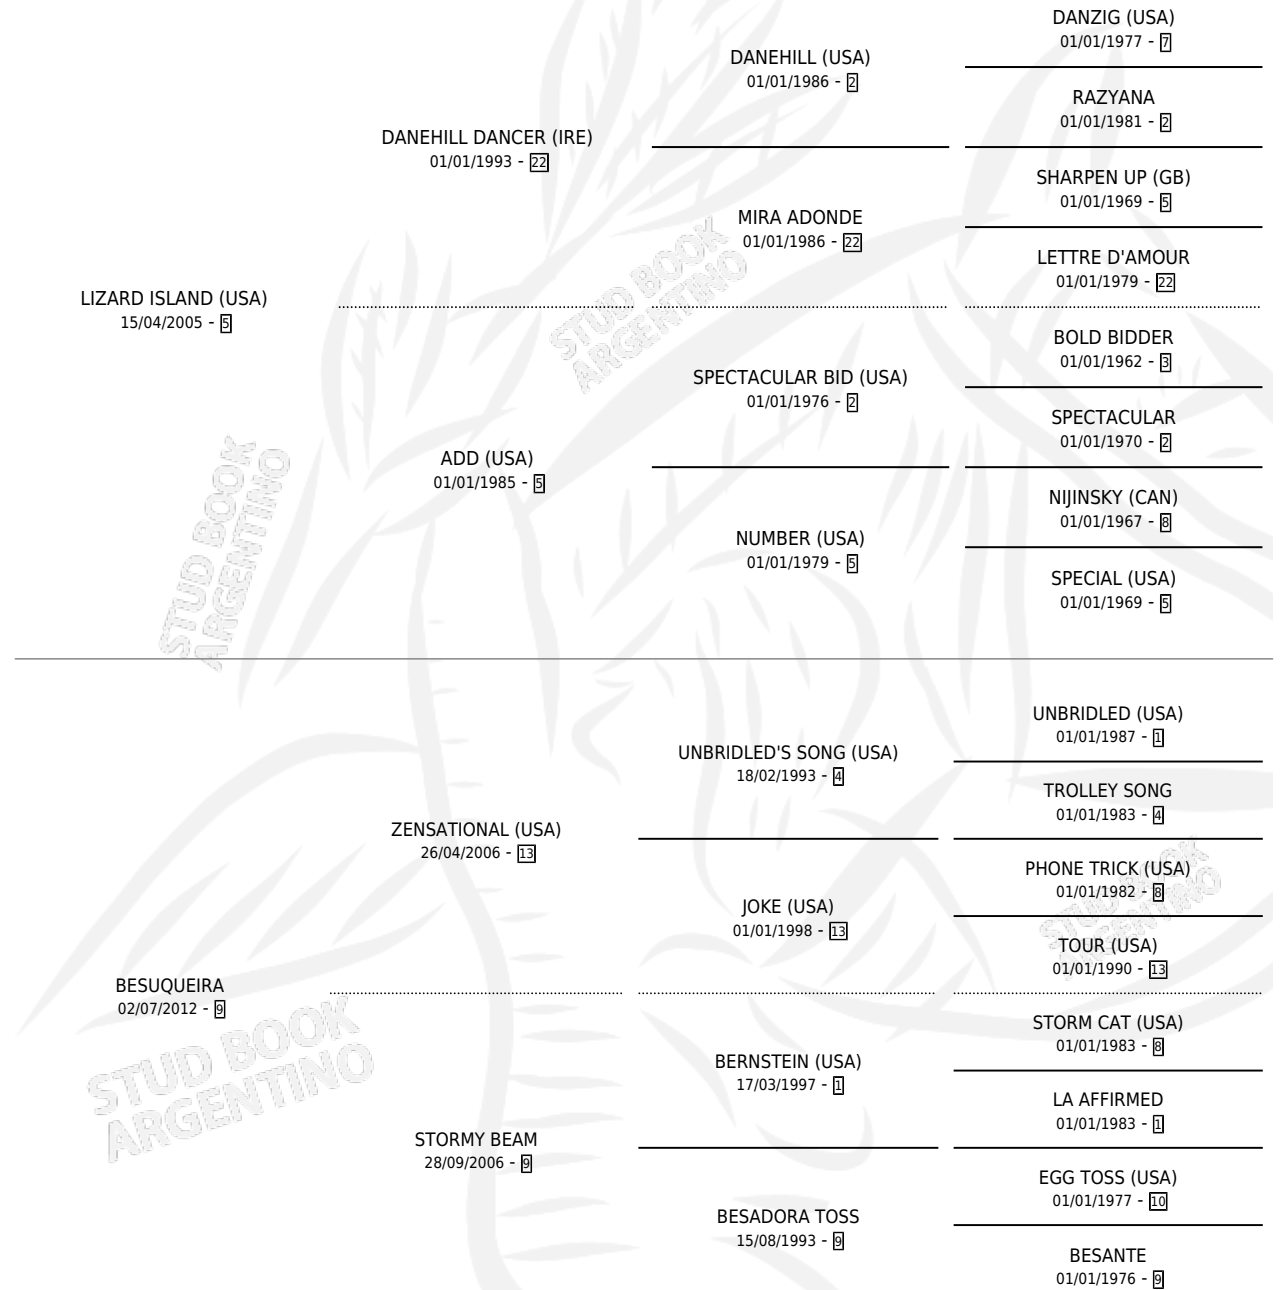 DANZIG (USA)
01/01/1977 - 7
DANEHILL (USA)
01/01/1986 - 2
RAZYANA
01/01/1981 - 2
DANEHILL DANCER (IRE)
01/01/1993 - 22
SHARPEN UP (GB)
01/01/1969 - 5
MIRA ADONDE
01/01/1986 - 22
LETTRE D'AMOUR
01/01/1979 - 22
LIZARD ISLAND (USA)
15/04/2005 - 5
BOLD BIDDER
01/01/1962 - 3
SPECTACULAR BID (USA)
01/01/1976 - 2
SPECTACULAR
01/01/1970 - 2
ADD (USA)
01/01/1985 - 5
NIJINSKY (CAN)
01/01/1967 - 8
NUMBER (USA)
01/01/1979 - 5
SPECIAL (USA)
01/01/1969 - 5
STUD BOOK
ARGENTINO
STUD BOOK
ARGENTINO
UNBRIDLED (USA)
01/01/1987 - 1
UNBRIDLED'S SONG (USA)
18/02/1993 - 4
TROLLEY SONG
01/01/1983 - 4
ZENSATIONAL (USA)
26/04/2006 - 13
PHONE TRICK (USA)
01/01/1982 - 8
JOKE (USA)
01/01/1998 - 13
TOUR (USA)
01/01/1990 - 13
BESUQUEIRA
02/07/2012 - 9
STORM CAT (USA)
01/01/1983 - 8
BERNSTEIN (USA)
17/03/1997 - 1
LA AFFIRMED
01/01/1983 - 1
STORMY BEAM
28/09/2006 - 9
EGG TOSS (USA)
01/01/1977 - 10
BESADORA TOSS
15/08/1993 - 9
BESANTE
01/01/1976 - 9
STUD BOOK
ARGENTINO
STUD BOOK
ARGENTINO